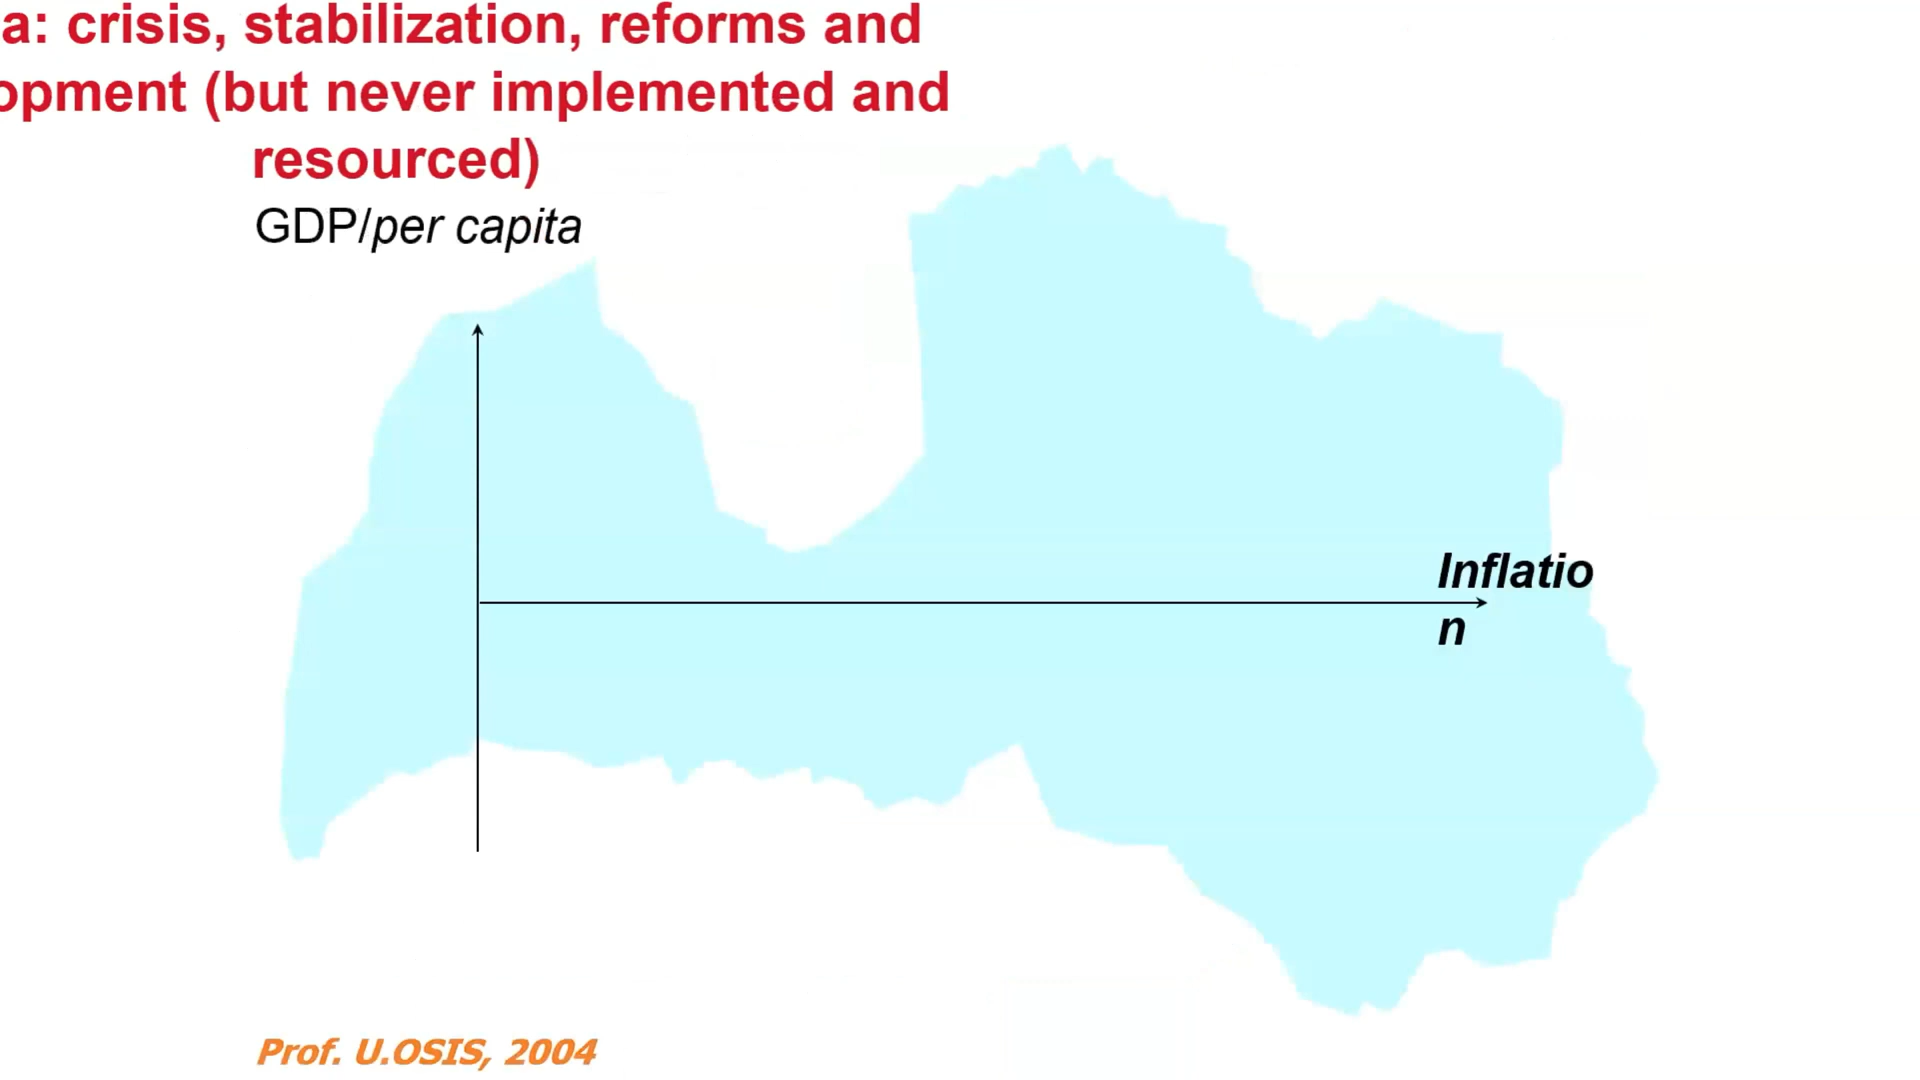 a: crisis, stabilization, reforms and
opment (but never implemented and
resourced)
GDP/per capita
Inflatio
n
Prof. U.OSIS, 2004